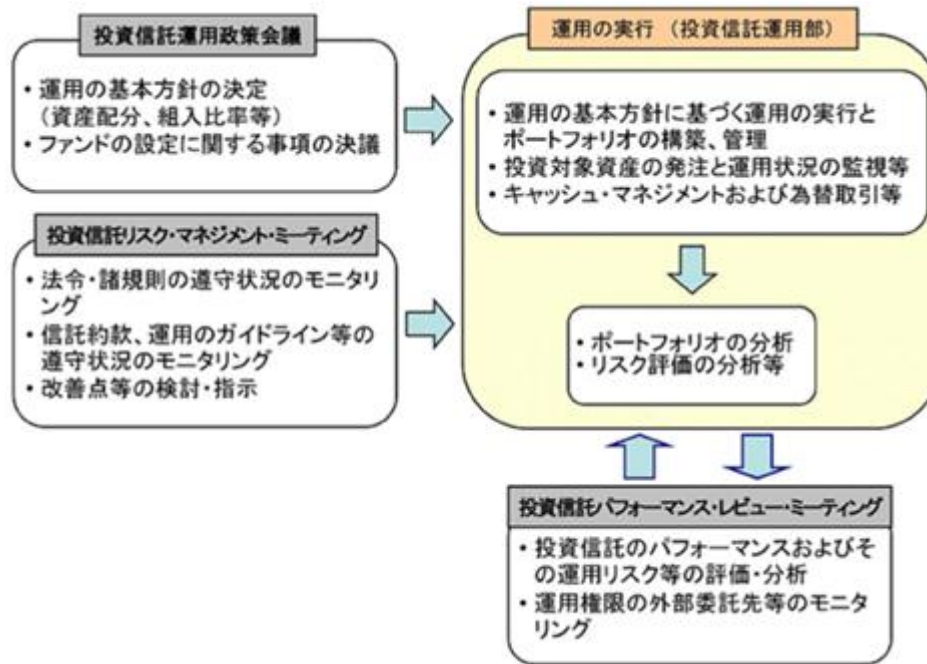 投資信託運用政策会議
・運用の基本方針の決定
（資産配分、組入比率等）
・ファンドの設定に関する事項の決議
投資信託リスク・マネジメント・ミーティング
・法令・諸規則の遵守状況のモニタリ
ング
・信託約款、運用のガイドライン等の
遵守状況のモニタリング
・改善点等の検討・指示
運用の実行 （投資信託運用部）
・運用の基本方針に基づく運用の実行と
ポートフォリオの構築、管理
・投資対象資産の発注と運用状況の監視等
・キャッシュ・マネジメントおよび為替取引等
・ポートフォリオの分析
・リスク評価の分析等
投資信託パフォーマンス・レビュー・ミーティング
・投資信託のパフォーマンスおよびそ
の運用リスク等の評価・分析
・運用権限の外部委託先等のモニタ
リング